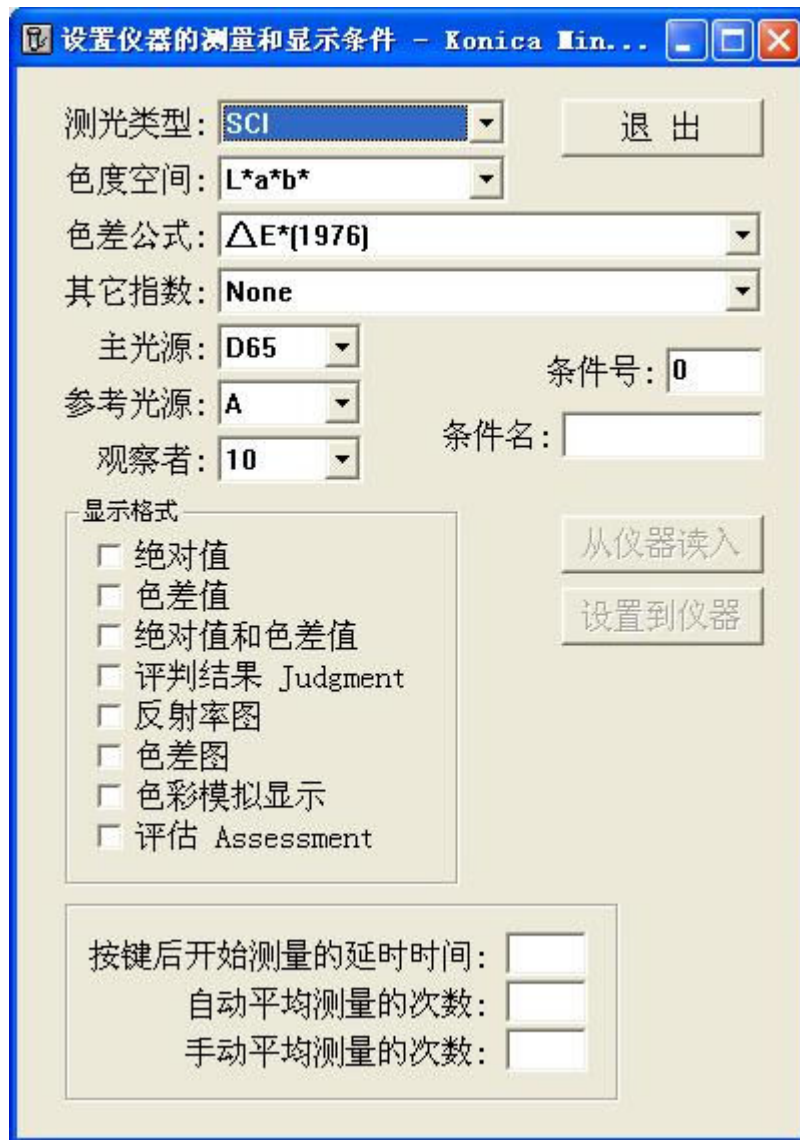 设置仪器的测量和显示条件 - Konica Min...
测光类型: SCI
退 出
色度空间: L*a*b*
色差公式: △E*(1976)
其它指数: None
主光源: D65
条件号: 0
参考光源: A
条件名:
观察者: 10
显示格式
绝对值
从仪器读入
色差值
设置到仪器
绝对值和色差值
评判结果 Judgment
反射率图
色差图
色彩模拟显示
评估 Assessment
按键后开始测量的延时时间:
自动平均测量的次数:
手动平均测量的次数: